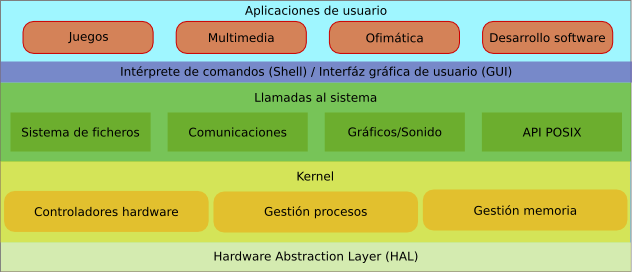 Aplicaciones de usuario
Juegos
Multimedia
Ofimática
Desarrollo software
Intérprete de comandos (Shell) / Interfáz gráfica de usuario (GUI)
Llamadas al sistema
Sistema de ficheros
Comunicaciones
Gráficos/Sonido
API POSIX
Kernel
Controladores hardware
Gestión procesos
Gestión memoria
Hardware Abstraction Layer (HAL)